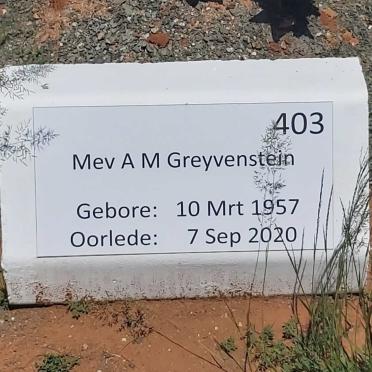 403
Mev A M Greyvenstein
Gebore: 10 Mrt 1957
Oorlede: 7 Sep 2020